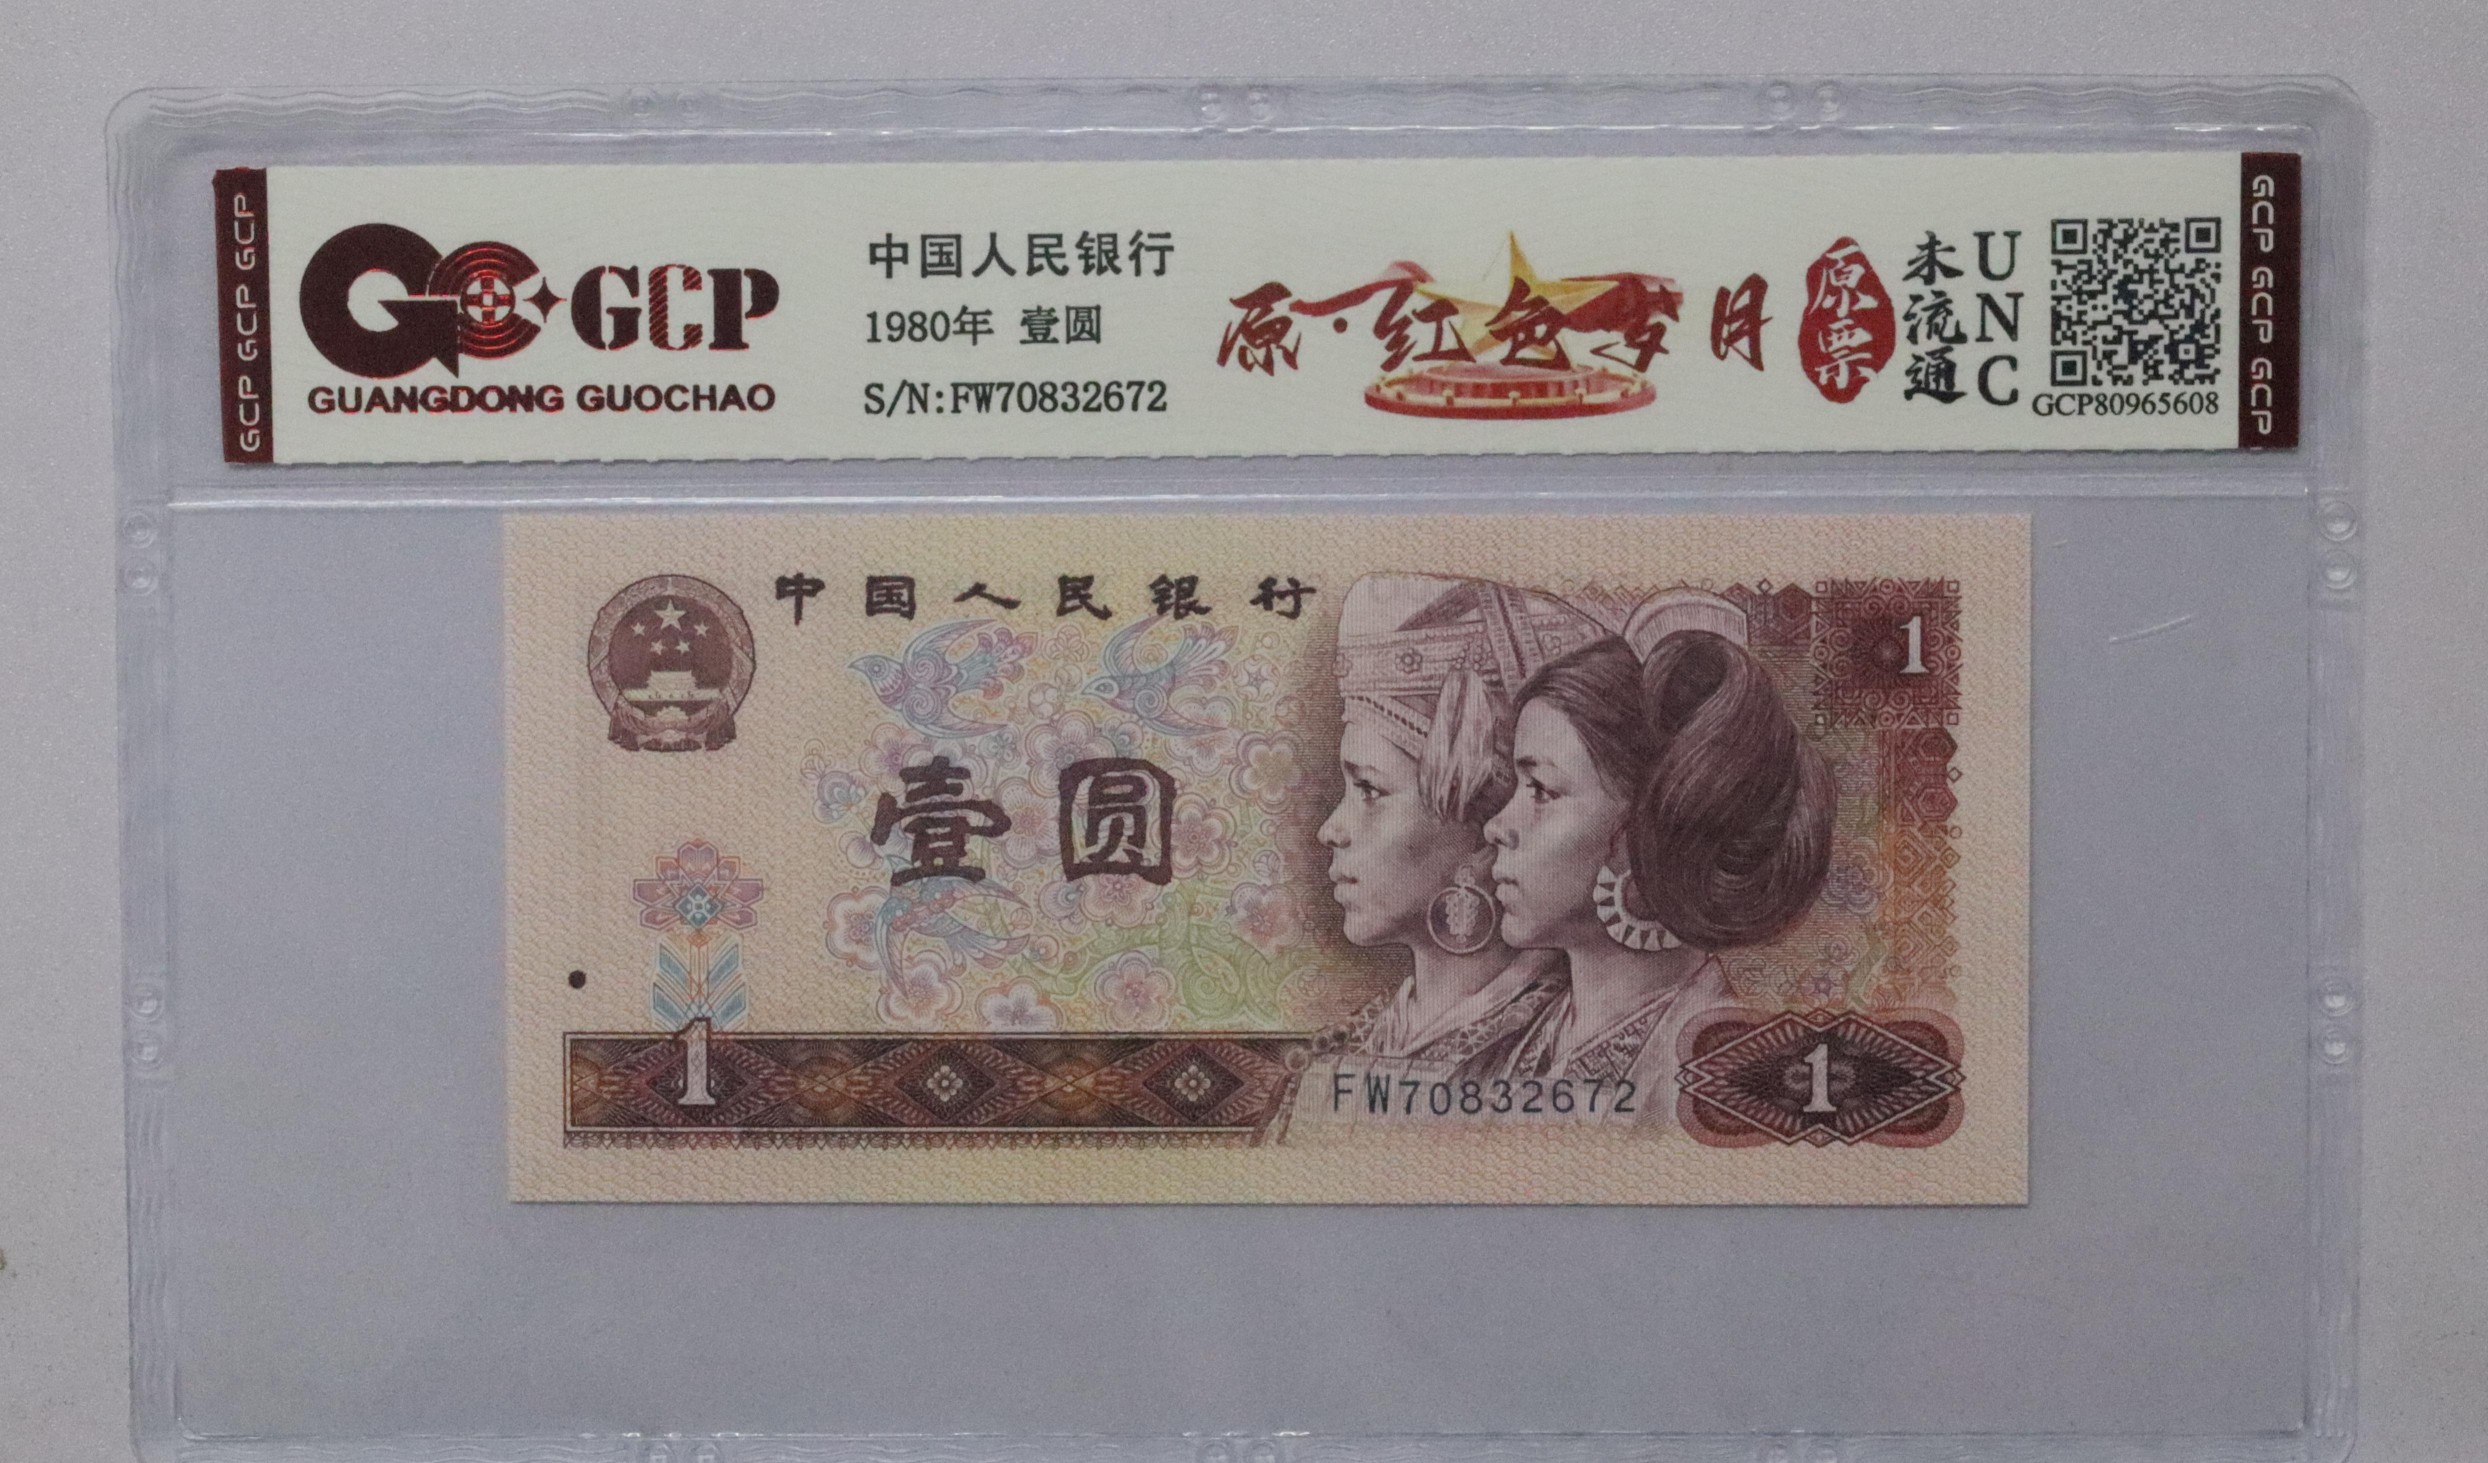 GCP GCP GCP
GCP
GUANGDONG GUOCHAO
中国人民银行
1980年 壹圆
S/N:FW70832672
原·红色岁月
原票
未流通
UNC
GCP80965608
GCP GCP GCP
中国人民银行
1
壹圆
1
FW70832672
1